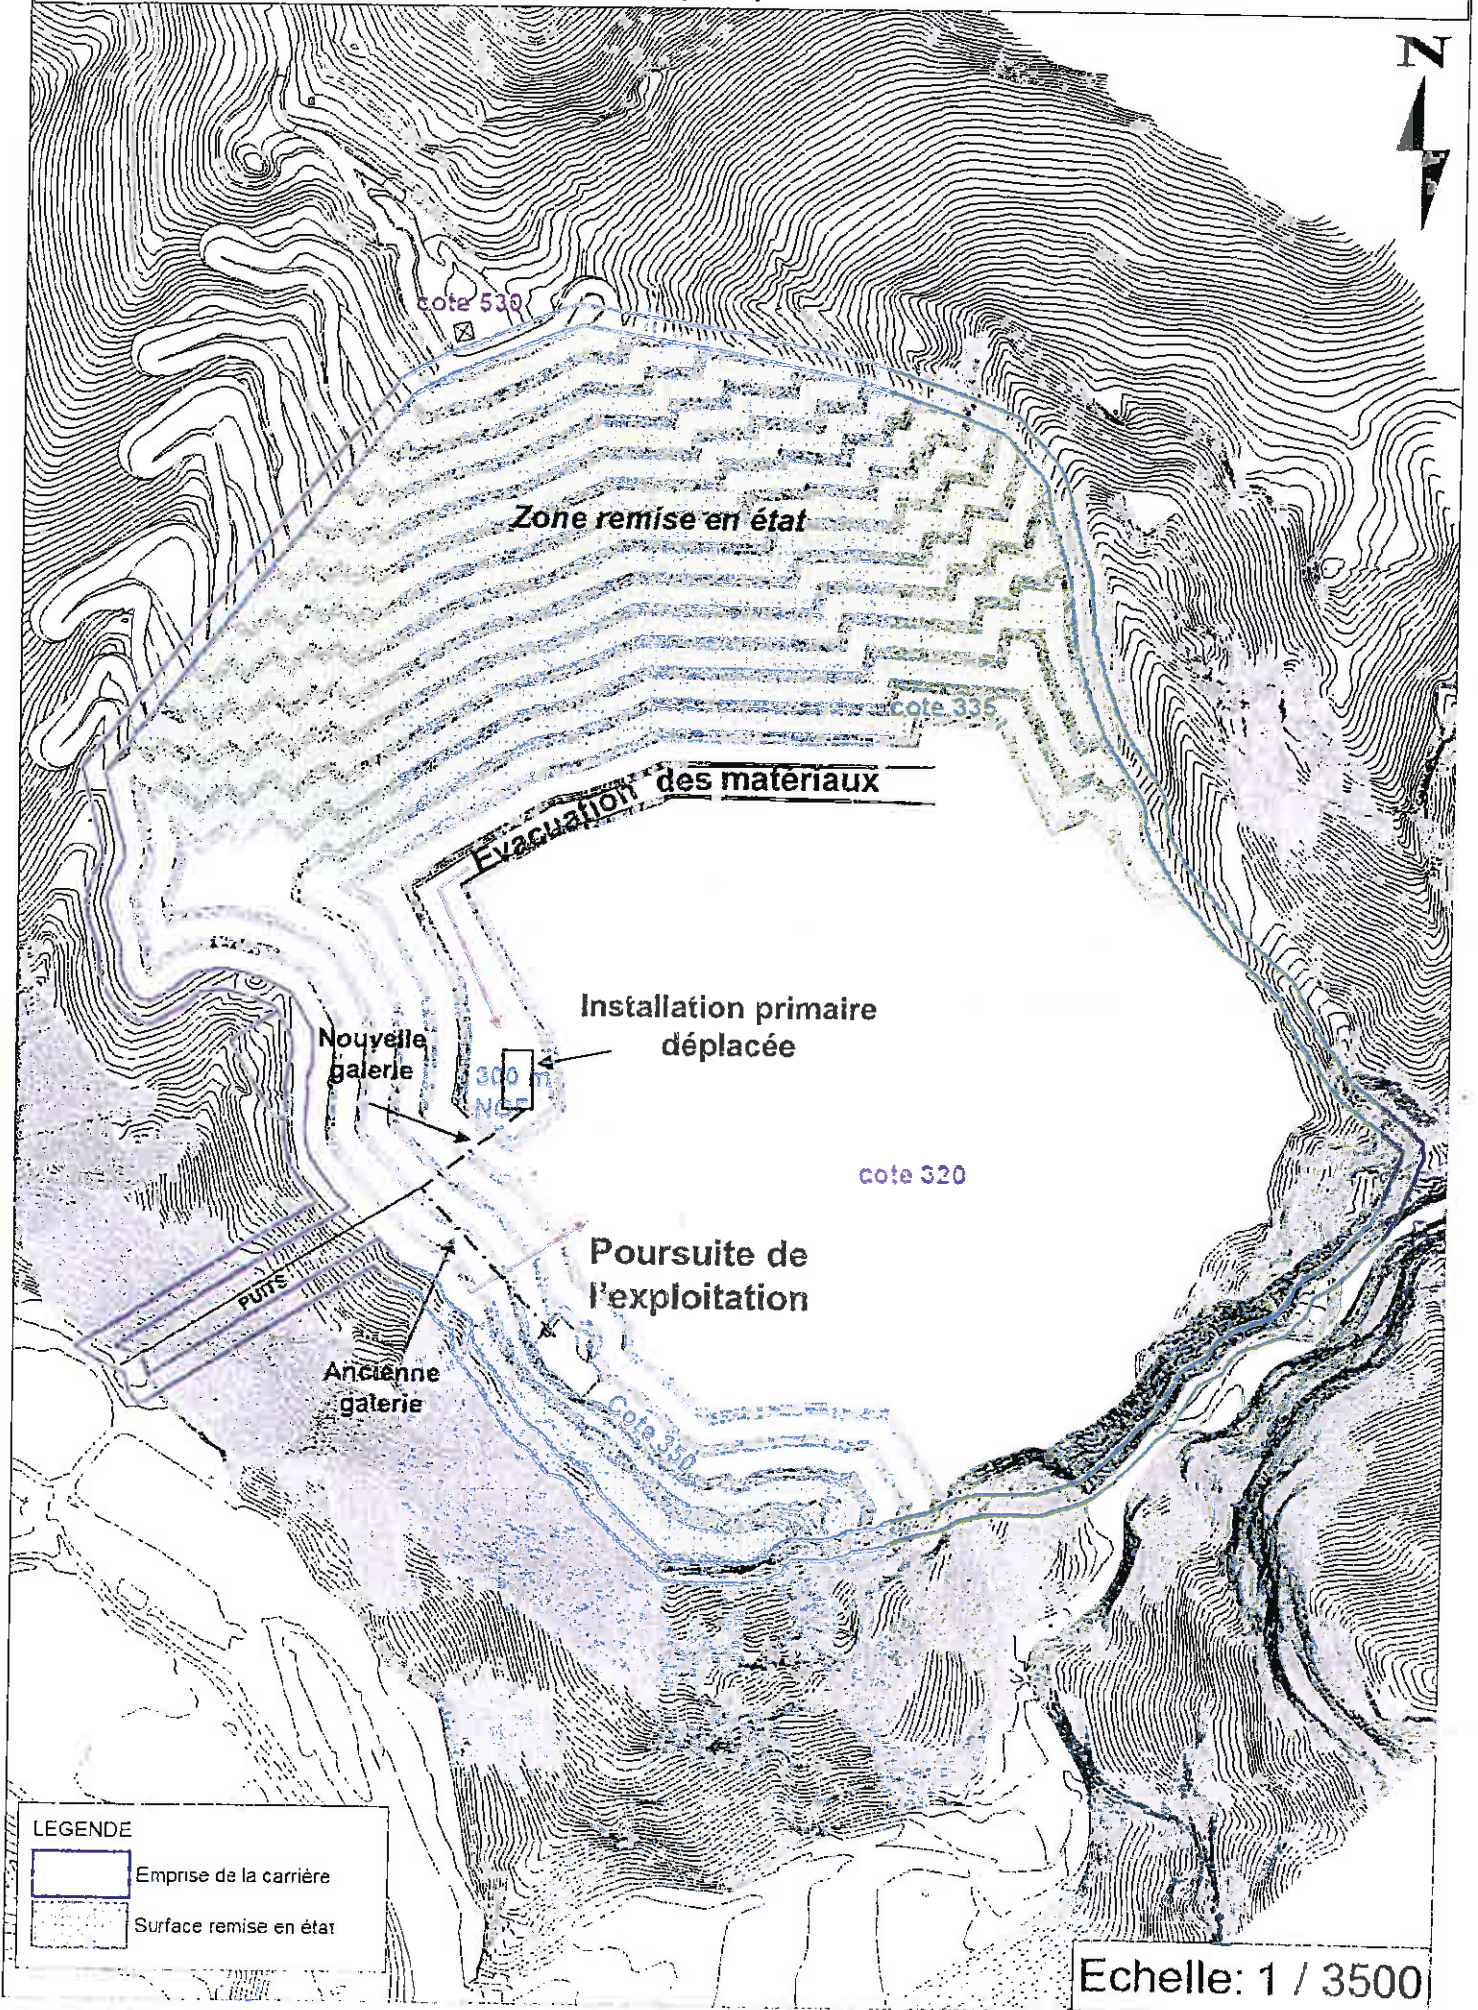 N
cote 530
Zone remise en état
cote 335
Evacuation des matériaux
Installation primaire
déplacée
Nouvelle
galerie
300 m
NGF
cote 320
Poursuite de
l'exploitation
PUITS
Ancienne
galerie
Cote 350
LEGENDE
Emprise de la carrière
Surface remise en état
Echelle: 1 / 3500